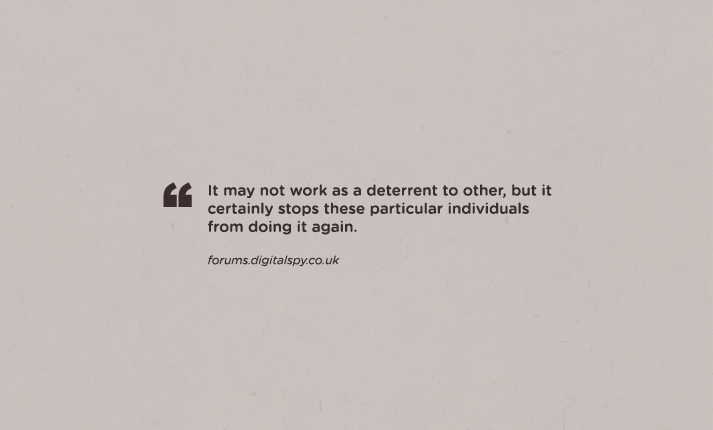 ❝ It may not work as a deterrent to other, but it
certainly stops these particular individuals
from doing it again.
forums.digitalspy.co.uk